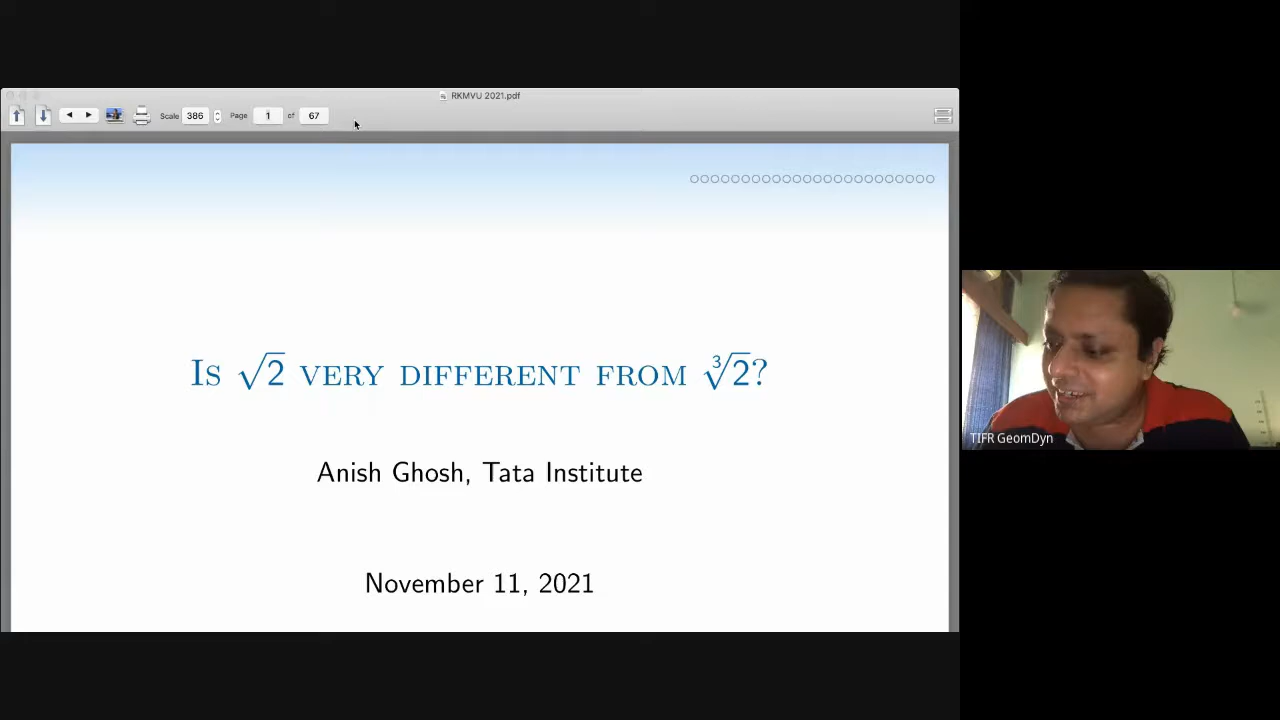 RKMVU 2021.pdf
Scale 386 Page 1 of 67
Is √2 very different from ∛2?
Anish Ghosh, Tata Institute
November 11, 2021
TIFR GeomDyn